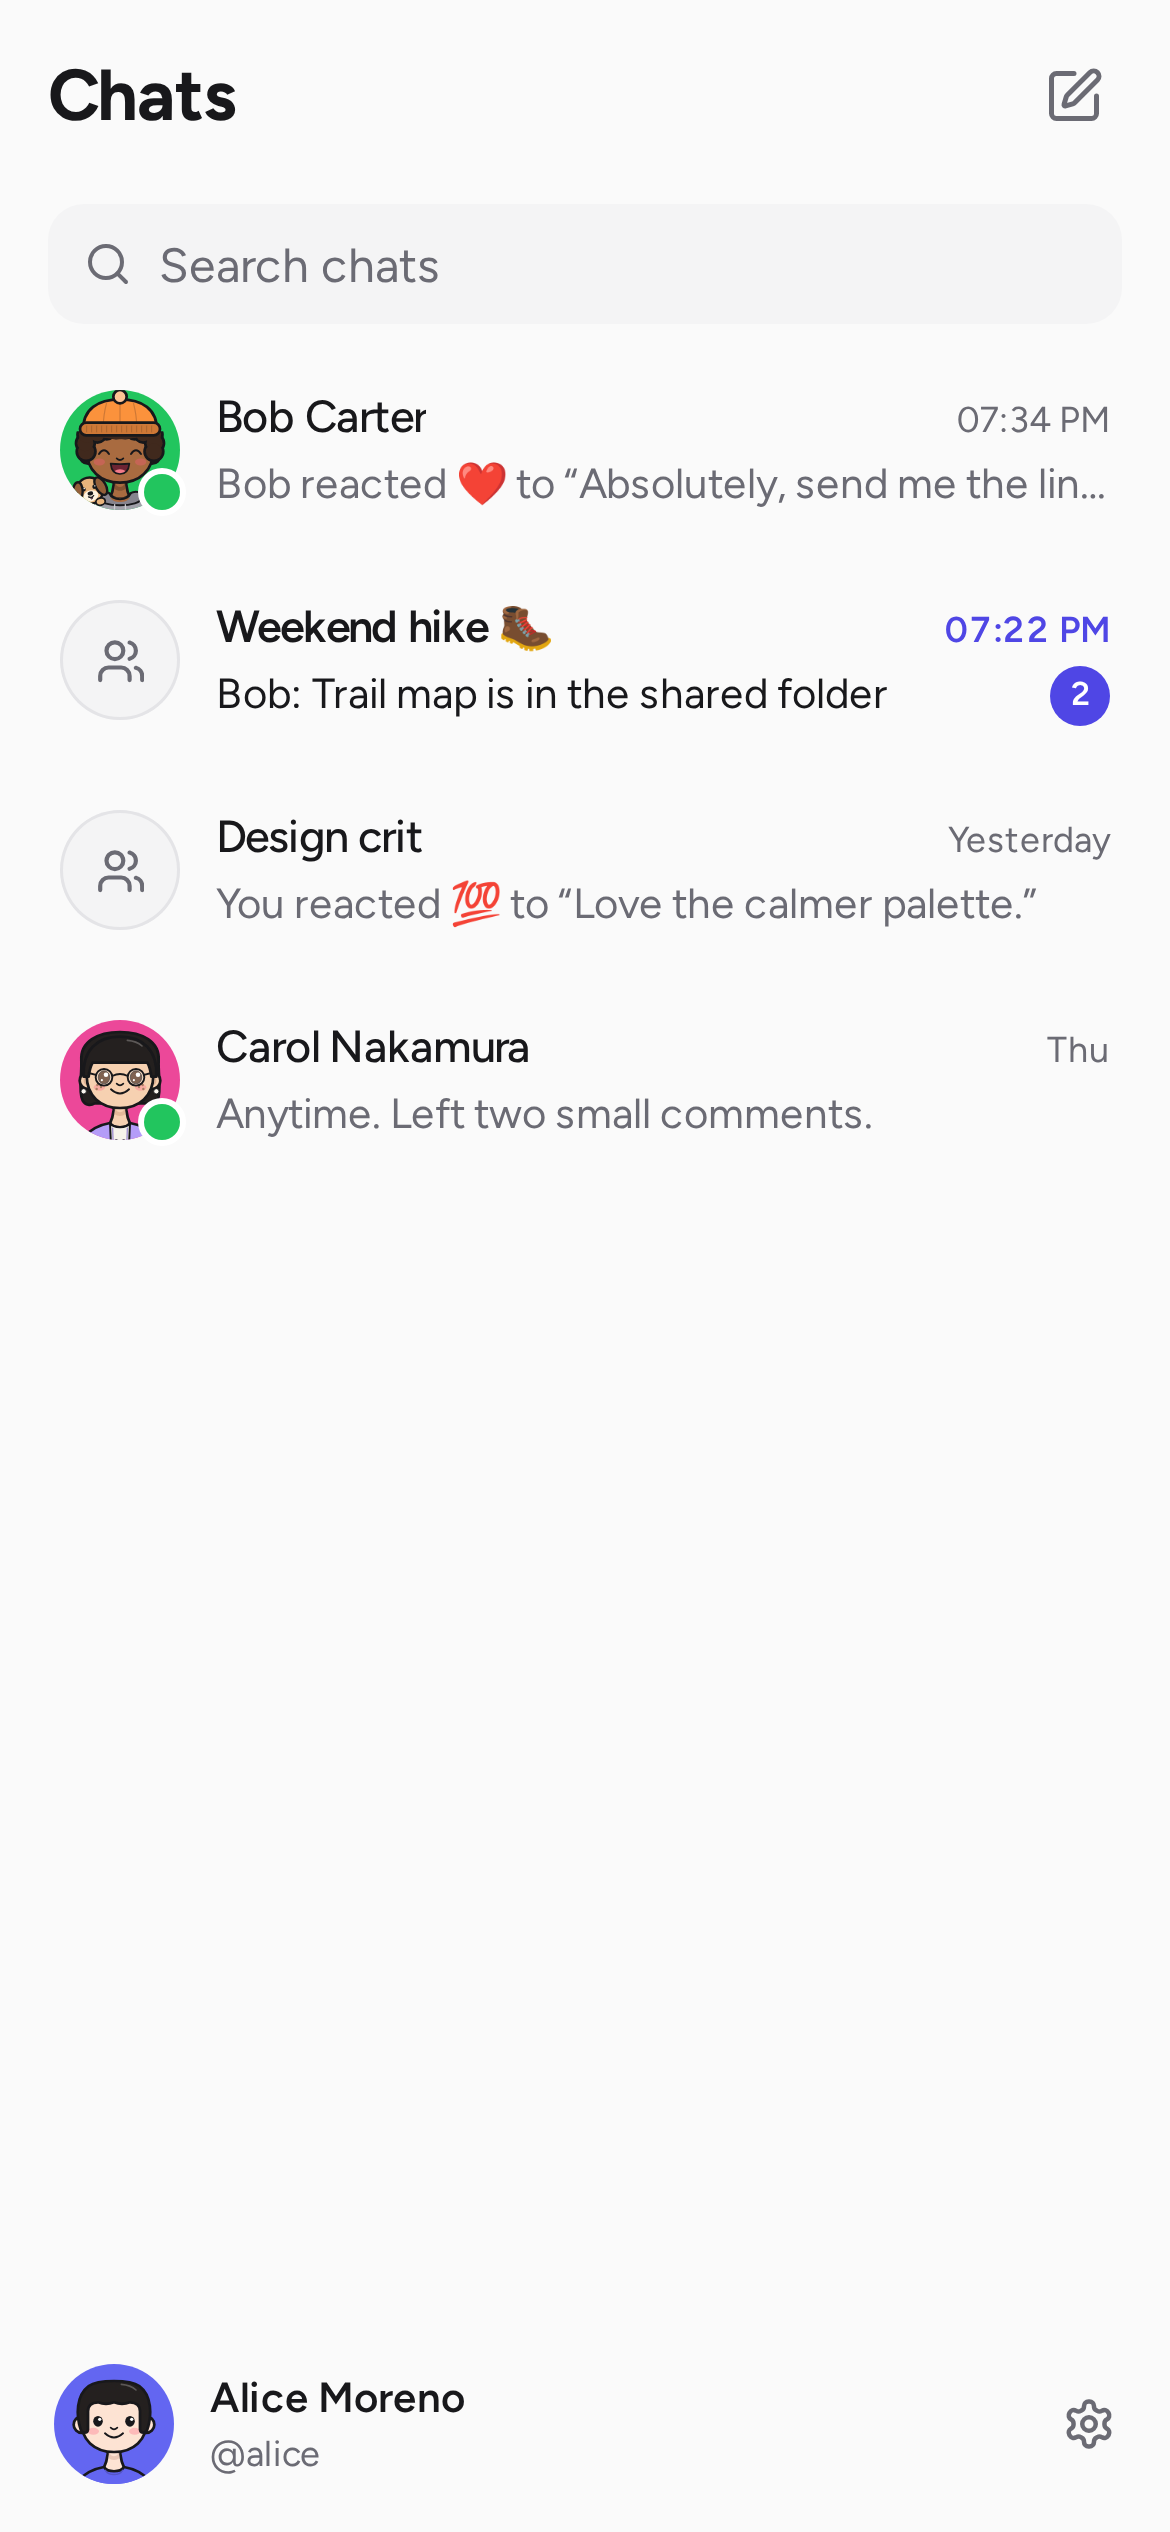 Chats
Search chats
Bob Carter 07:34 PM
Bob reacted ❤️ to “Absolutely, send me the lin...
Weekend hike 🥾 07:22 PM
Bob: Trail map is in the shared folder 2
Design crit Yesterday
You reacted 💯 to “Love the calmer palette.”
Carol Nakamura Thu
Anytime. Left two small comments.
Alice Moreno
@alice